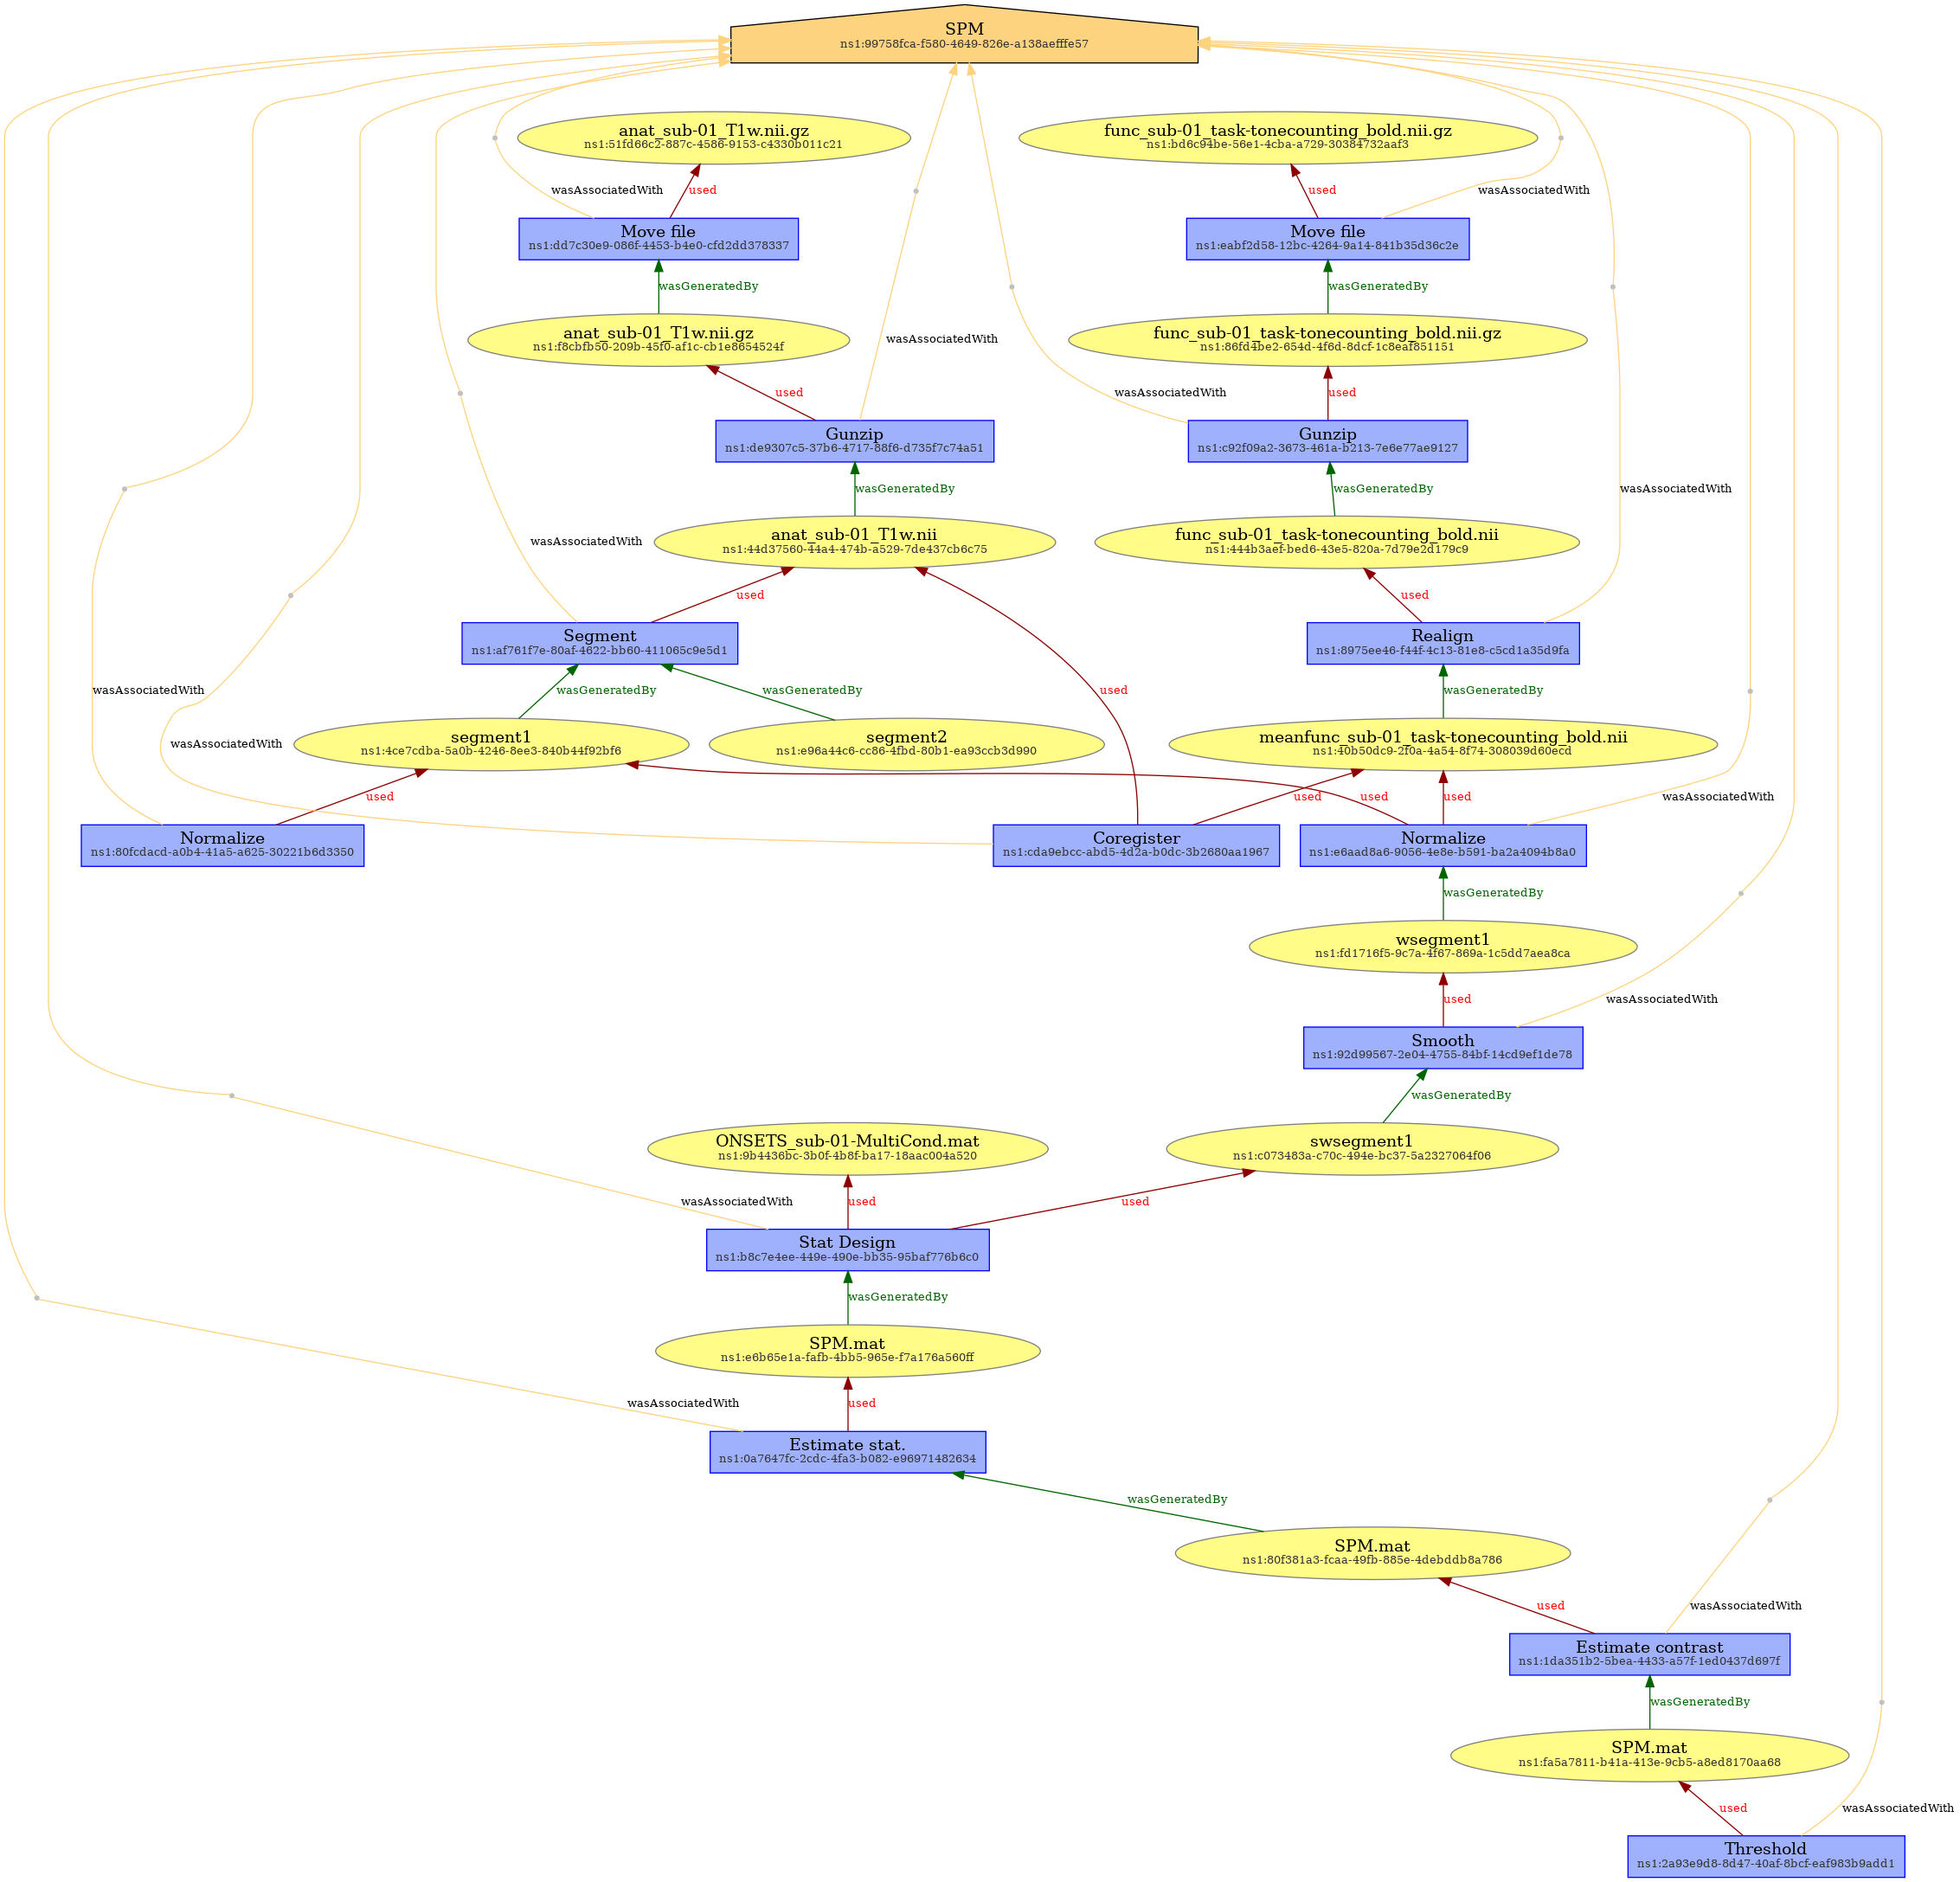 SPM
ns1:99758fca-f580-4649-826e-a138aefffe57
anat_sub-01_T1w.nii.gz
ns1:51fd66c2-887c-4586-9153-c4330b011c21
func_sub-01_task-tonecounting_bold.nii.gz
ns1:bd6c94be-56e1-4cba-a729-30384732aaf3
wasAssociatedWith
used
used
wasAssociatedWith
Move file
ns1:dd7c30e9-086f-4453-b4e0-cfd2dd378337
Move file
ns1:eabf2d58-12bc-4264-9a14-841b35d36c2e
wasGeneratedBy
wasGeneratedBy
anat_sub-01_T1w.nii.gz
ns1:f8cbfb50-209b-45f0-af1c-cb1e8654524f
wasAssociatedWith
func_sub-01_task-tonecounting_bold.nii.gz
ns1:86fd4be2-654d-4f6d-8dcf-1c8eaf851151
used
wasAssociatedWith
used
Gunzip
ns1:de9307c5-37b6-4717-88f6-d735f7c74a51
Gunzip
ns1:c92f09a2-3673-461a-b213-7e6e77ae9127
wasGeneratedBy
wasGeneratedBy
wasAssociatedWith
wasAssociatedWith
anat_sub-01_T1w.nii
ns1:44d37560-44a4-474b-a529-7de437cb6c75
func_sub-01_task-tonecounting_bold.nii
ns1:444b3aef-bed6-43e5-820a-7d79e2d179c9
used
used
Segment
ns1:af761f7e-80af-4622-bb60-411065c9e5d1
Realign
ns1:8975ee46-f44f-4c13-81e8-c5cd1a35d9fa
wasAssociatedWith
wasGeneratedBy
wasGeneratedBy
used
wasGeneratedBy
wasAssociatedWith
segment1
ns1:4ce7cdba-5a0b-4246-8ee3-840b44f92bf6
segment2
ns1:e96a44c6-cc86-4fbd-80b1-ea93ccb3d990
meanfunc_sub-01_task-tonecounting_bold.nii
ns1:40b50dc9-2f0a-4a54-8f74-308039d60ecd
used
used
used
used
wasAssociatedWith
Normalize
ns1:80fcdacd-a0b4-41a5-a625-30221b6d3350
Coregister
ns1:cda9ebcc-abd5-4d2a-b0dc-3b2680aa1967
Normalize
ns1:e6aad8a6-9056-4e8e-b591-ba2a4094b8a0
wasGeneratedBy
wsegment1
ns1:fd1716f5-9c7a-4f67-869a-1c5dd7aea8ca
used
wasAssociatedWith
Smooth
ns1:92d99567-2e04-4755-84bf-14cd9ef1de78
wasGeneratedBy
ONSETS_sub-01-MultiCond.mat
ns1:9b4436bc-3b0f-4b8f-ba17-18aac004a520
swsegment1
ns1:c073483a-c70c-494e-bc37-5a2327064f06
wasAssociatedWith
used
used
Stat Design
ns1:b8c7e4ee-449e-490e-bb35-95baf776b6c0
wasGeneratedBy
SPM.mat
ns1:e6b65e1a-fafb-4bb5-965e-f7a176a560ff
wasAssociatedWith
used
Estimate stat.
ns1:0a7647fc-2cdc-4fa3-b082-e96971482634
wasGeneratedBy
SPM.mat
ns1:80f381a3-fcaa-49fb-885e-4debddb8a786
used
wasAssociatedWith
Estimate contrast
ns1:1da351b2-5bea-4433-a57f-1ed0437d697f
wasGeneratedBy
SPM.mat
ns1:fa5a7811-b41a-413e-9cb5-a8ed8170aa68
used
wasAssociatedWith
Threshold
ns1:2a93e9d8-8d47-40af-8bcf-eaf983b9add1